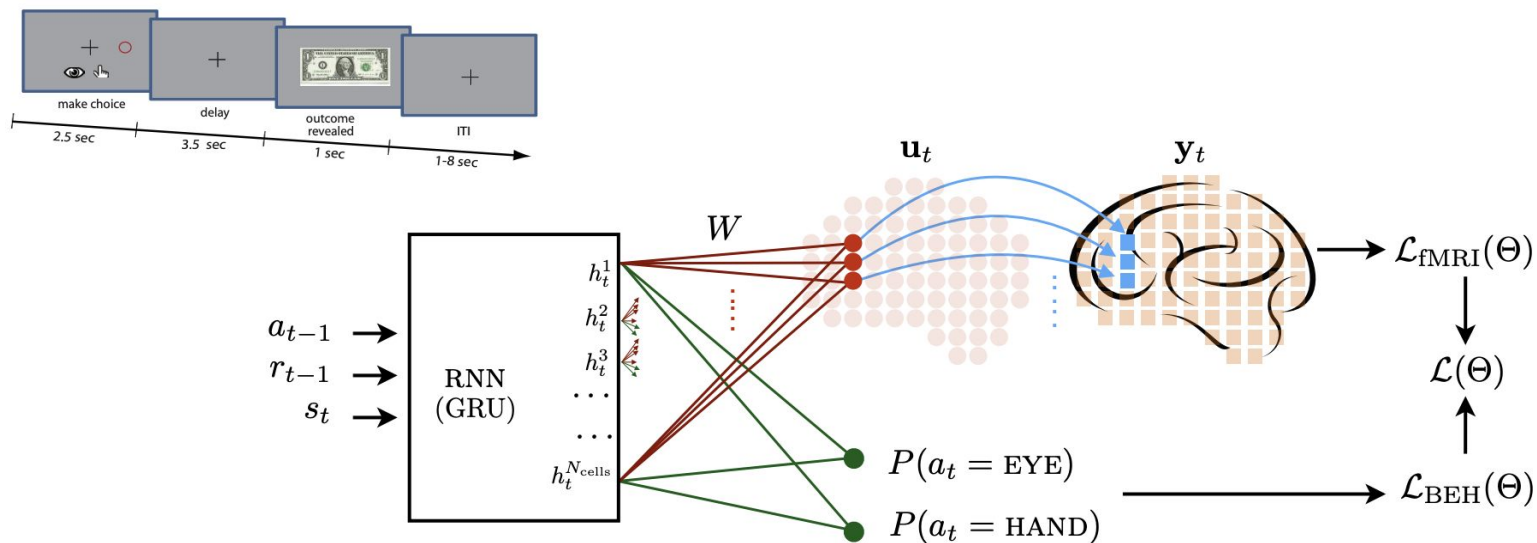 make choice
delay
outcome
revealed
ITI
2.5 sec
3.5 sec
1 sec
1-8 sec
u_t
y_t
W
h_t^1
h_t^2
h_t^3
...
...
h_t^{N_cells}
a_{t−1}
r_{t−1}
s_t
RNN
(GRU)
P(a_t = EYE)
P(a_t = HAND)
ℒ_fMRI(Θ)
ℒ(Θ)
ℒ_BEH(Θ)